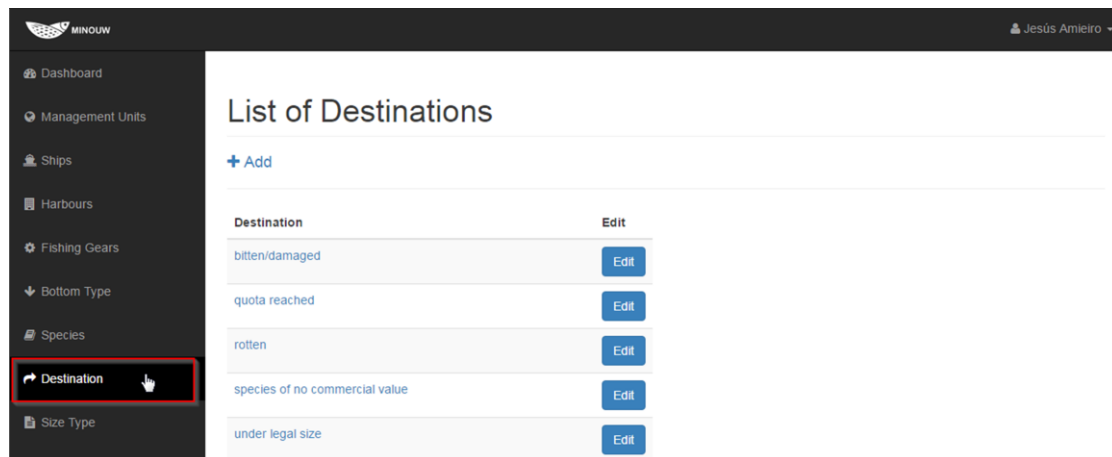 MINOUW
Jesús Amieiro
Dashboard
Management Units
Ships
Harbours
Fishing Gears
Bottom Type
Species
Destination
Size Type
List of Destinations
Add
Destination Edit
bitten/damaged Edit
quota reached Edit
rotten Edit
species of no commercial value Edit
under legal size Edit